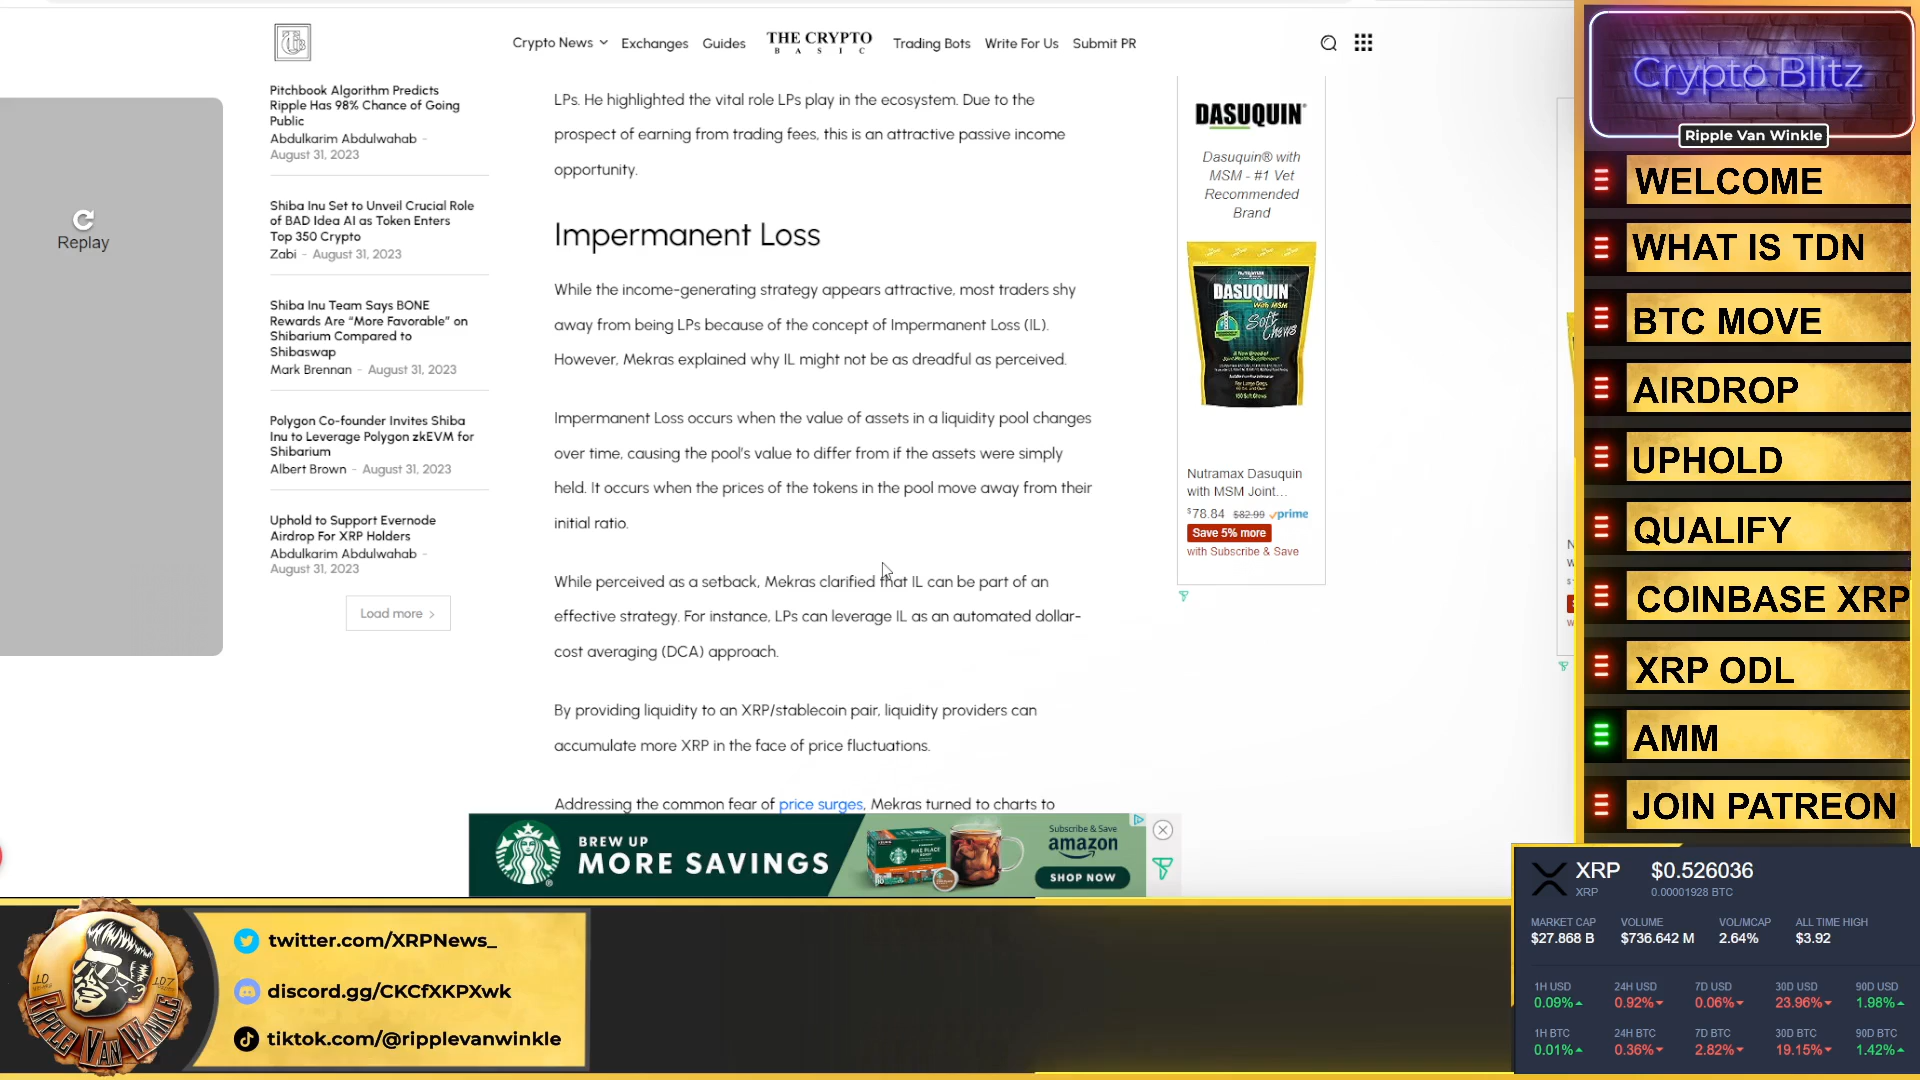 Crypto News
Exchanges
Guides
THE CRYPTO
BASIC
Trading Bots
Write For Us
Submit PR
Replay
Pitchbook Algorithm Predicts
Ripple Has 98% Chance of Going
Public
Abdulkarim Abdulwahab -
August 31, 2023
Shiba Inu Set to Unveil Crucial Role
of BAD Idea AI as Token Enters
Top 350 Crypto
Zabi - August 31, 2023
Shiba Inu Team Says BONE
Rewards Are “More Favorable” on
Shibarium Compared to
Shibaswap
Mark Brennan - August 31, 2023
Polygon Co-founder Invites Shiba
Inu to Leverage Polygon zkEVM for
Shibarium
Albert Brown - August 31, 2023
Uphold to Support Evernode
Airdrop For XRP Holders
Abdulkarim Abdulwahab -
August 31, 2023
Load more
LPs. He highlighted the vital role LPs play in the ecosystem. Due to the
prospect of earning from trading fees, this is an attractive passive income
opportunity.
Impermanent Loss
While the income-generating strategy appears attractive, most traders shy
away from being LPs because of the concept of Impermanent Loss (IL).
However, Mekras explained why IL might not be as dreadful as perceived.
Impermanent Loss occurs when the value of assets in a liquidity pool changes
over time, causing the pool’s value to differ from if the assets were simply
held. It occurs when the prices of the tokens in the pool move away from their
initial ratio.
While perceived as a setback, Mekras clarified that IL can be part of an
effective strategy. For instance, LPs can leverage IL as an automated dollar-
cost averaging (DCA) approach.
By providing liquidity to an XRP/stablecoin pair, liquidity providers can
accumulate more XRP in the face of price fluctuations.
Addressing the common fear of price surges, Mekras turned to charts to
DASUQUIN®
Dasuquin® with
MSM - #1 Vet
Recommended
Brand
DASUQUIN
With MSM
Soft
Chews
Nutramax Dasuquin
with MSM Joint...
$78.84 $82.99 prime
Save 5% more
with Subscribe & Save
BREW UP
MORE SAVINGS
Subscribe & Save
amazon
SHOP NOW
Crypto Blitz
Ripple Van Winkle
WELCOME
WHAT IS TDN
BTC MOVE
AIRDROP
UPHOLD
QUALIFY
COINBASE XRP
XRP ODL
AMM
JOIN PATREON
XRP $0.526036
XRP 0.00001928 BTC
MARKET CAP VOLUME VOL/MCAP ALL TIME HIGH
$27.868 B $736.642 M 2.64% $3.92
1H USD 24H USD 7D USD 30D USD 90D USD
0.09% 0.92% 0.06% 23.96% 1.98%
1H BTC 24H BTC 7D BTC 30D BTC 90D BTC
0.01% 0.36% 2.82% 19.15% 1.42%
10 107
RIPPLE VAN WINKLE
twitter.com/XRPNews_
discord.gg/CKCfXKPXwk
tiktok.com/@ripplevanwinkle